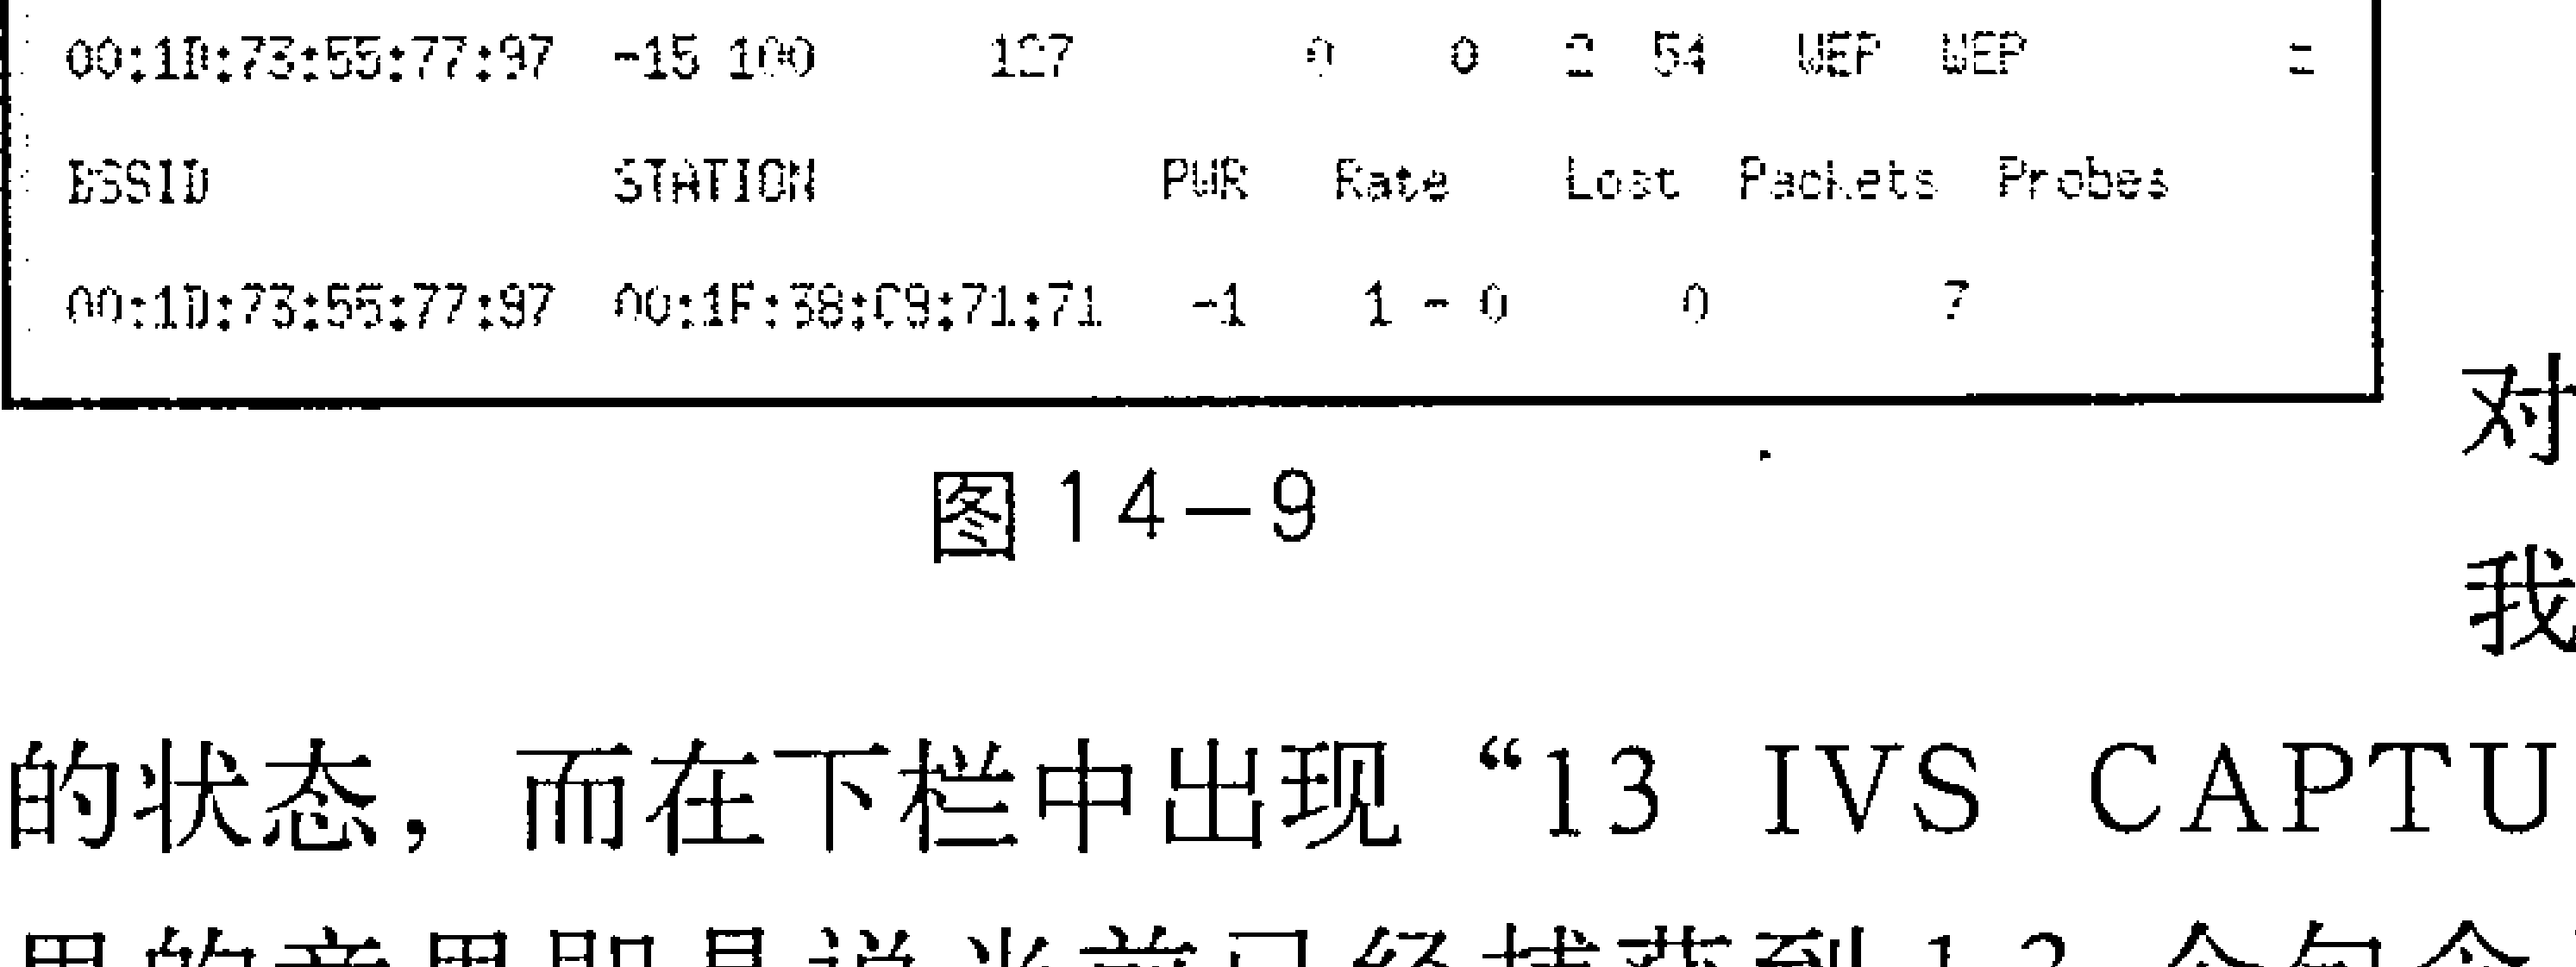 00:1D:73:55:77:97 -15 100 127 0 0 2 54 WEP WEP
BSSID STATION PWR Rate Lost Packets Probes
00:1D:73:55:77:97 00:1F:38:C9:71:71 -1 1 - 0 0 7
图 14-9
对
我
的状态，而在下栏中出现“13 IVS CAPTU